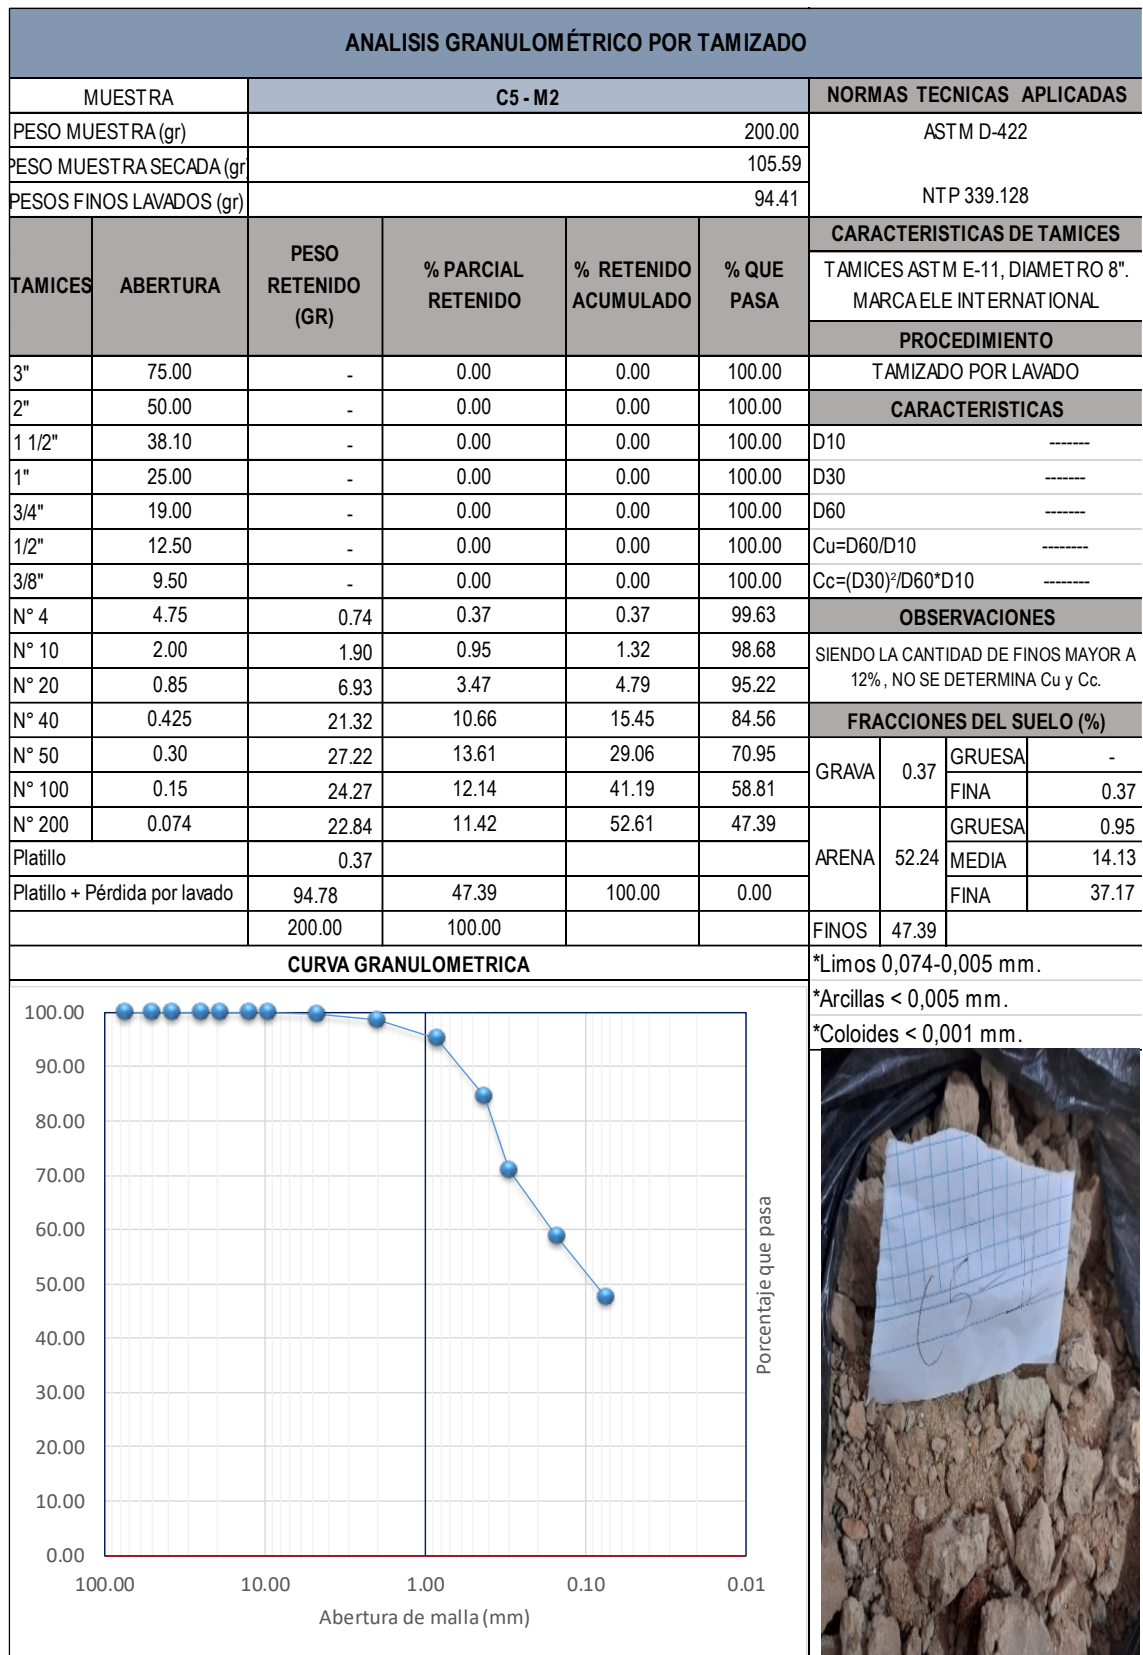 ANALISIS GRANULOMÉTRICO POR TAMIZADO
MUESTRA C5 - M2 NORMAS TECNICAS APLICADAS
PESO MUESTRA (gr) 200.00 ASTM D-422
PESO MUESTRA SECADA (gr) 105.59
PESOS FINOS LAVADOS (gr) 94.41 NTP 339.128
TAMICES ABERTURA PESO RETENIDO (GR) % PARCIAL RETENIDO % RETENIDO ACUMULADO % QUE PASA
CARACTERISTICAS DE TAMICES
TAMICES ASTM E-11, DIAMETRO 8".
MARCA ELE INTERNATIONAL
PROCEDIMIENTO
3" 75.00 - 0.00 0.00 100.00 TAMIZADO POR LAVADO
2" 50.00 - 0.00 0.00 100.00 CARACTERISTICAS
1 1/2" 38.10 - 0.00 0.00 100.00 D10 -------
1" 25.00 - 0.00 0.00 100.00 D30 -------
3/4" 19.00 - 0.00 0.00 100.00 D60 -------
1/2" 12.50 - 0.00 0.00 100.00 Cu=D60/D10 --------
3/8" 9.50 - 0.00 0.00 100.00 Cc=(D30)²/D60*D10 --------
N° 4 4.75 0.74 0.37 0.37 99.63 OBSERVACIONES
N° 10 2.00 1.90 0.95 1.32 98.68 SIENDO LA CANTIDAD DE FINOS MAYOR A
N° 20 0.85 6.93 3.47 4.79 95.22 12% , NO SE DETERMINA Cu y Cc.
N° 40 0.425 21.32 10.66 15.45 84.56 FRACCIONES DEL SUELO (%)
N° 50 0.30 27.22 13.61 29.06 70.95 GRAVA 0.37 GRUESA -
N° 100 0.15 24.27 12.14 41.19 58.81 FINA 0.37
N° 200 0.074 22.84 11.42 52.61 47.39 GRUESA 0.95
Platillo 0.37 ARENA 52.24 MEDIA 14.13
Platillo + Pérdida por lavado 94.78 47.39 100.00 0.00 FINA 37.17
200.00 100.00 FINOS 47.39
CURVA GRANULOMETRICA *Limos 0,074-0,005 mm.
*Arcillas < 0,005 mm.
*Coloides < 0,001 mm.
100.00
90.00
80.00
70.00
60.00
50.00
40.00
30.00
20.00
10.00
0.00
100.00 10.00 1.00 0.10 0.01
Abertura de malla (mm)
Porcentaje que pasa